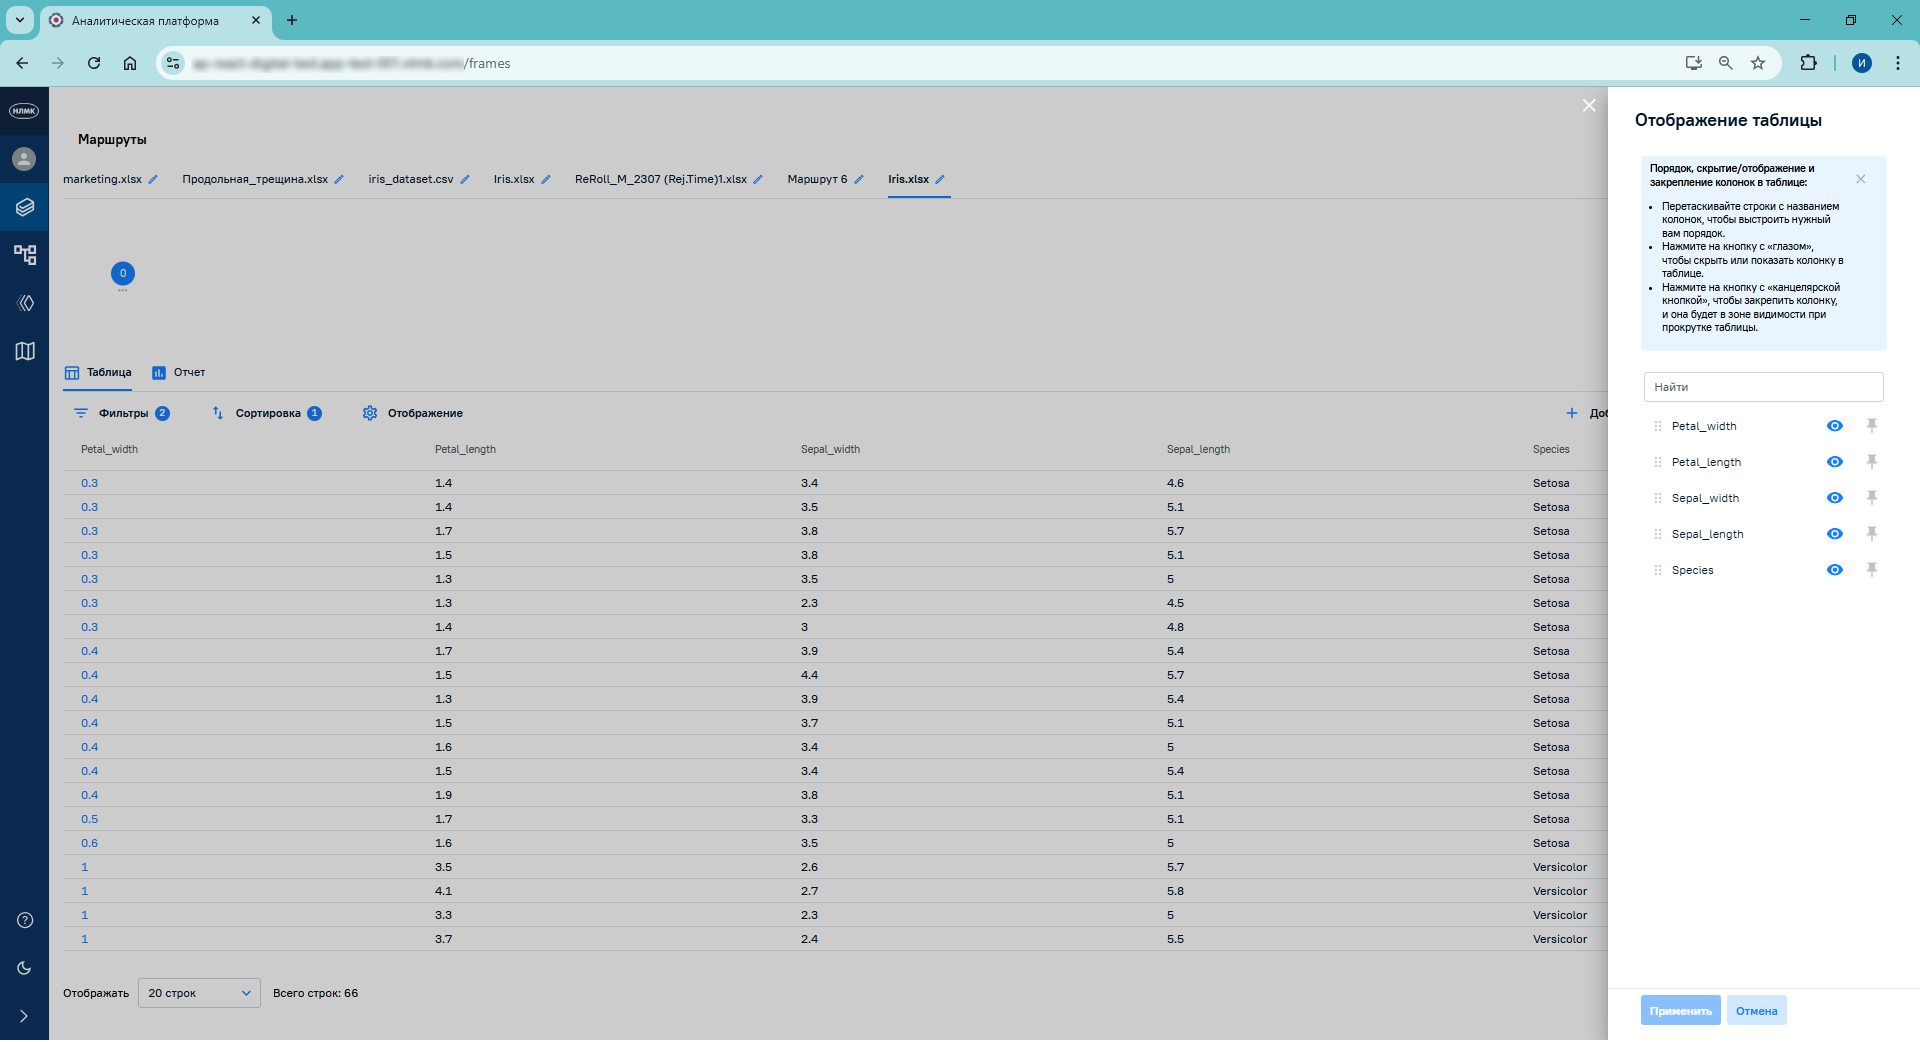 Аналитическая платформа
/frames
НЛМК
И
Маршруты
marketing.xlsx Продольная_трещина.xlsx iris_dataset.csv Iris.xlsx ReRoll_M_2307 (Rej.Time)1.xlsx Маршрут 6 Iris.xlsx
0
Таблица Отчет
Фильтры 2 Сортировка 1 Отображение
Petal_width Petal_length Sepal_width Sepal_length Species
0.3 1.4 3.4 4.6 Setosa
0.3 1.4 3.5 5.1 Setosa
0.3 1.7 3.8 5.7 Setosa
0.3 1.5 3.8 5.1 Setosa
0.3 1.3 3.5 5 Setosa
0.3 1.3 2.3 4.5 Setosa
0.3 1.4 3 4.8 Setosa
0.4 1.7 3.9 5.4 Setosa
0.4 1.5 4.4 5.7 Setosa
0.4 1.3 3.9 5.4 Setosa
0.4 1.5 3.7 5.1 Setosa
0.4 1.6 3.4 5 Setosa
0.4 1.5 3.4 5.4 Setosa
0.4 1.9 3.8 5.1 Setosa
0.5 1.7 3.3 5.1 Setosa
0.6 1.6 3.5 5 Setosa
1 3.5 2.6 5.7 Versicolor
1 4.1 2.7 5.8 Versicolor
1 3.3 2.3 5 Versicolor
1 3.7 2.4 5.5 Versicolor
Отображать 20 строк Всего строк: 66
Отображение таблицы
Порядок, скрытие/отображение и
закрепление колонок в таблице:
• Перетаскивайте строки с названием
колонок, чтобы выстроить нужный
вам порядок.
• Нажмите на кнопку с «глазом»,
чтобы скрыть или показать колонку в
таблице.
• Нажмите на кнопку с «канцелярской
кнопкой», чтобы закрепить колонку,
и она будет в зоне видимости при
прокрутке таблицы.
Найти
Petal_width
Petal_length
Sepal_width
Sepal_length
Species
Применить Отмена